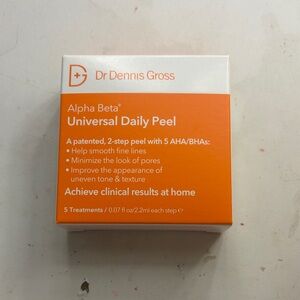 D Dr Dennis Gross
Alpha Beta®
Universal Daily Peel
A patented, 2-step peel with 5 AHA/BHAs:
• Help smooth fine lines
• Minimize the look of pores
• Improve the appearance of
uneven tone & texture
Achieve clinical results at home
5 Treatments / 0.07 fl oz/2.2ml each step ℮